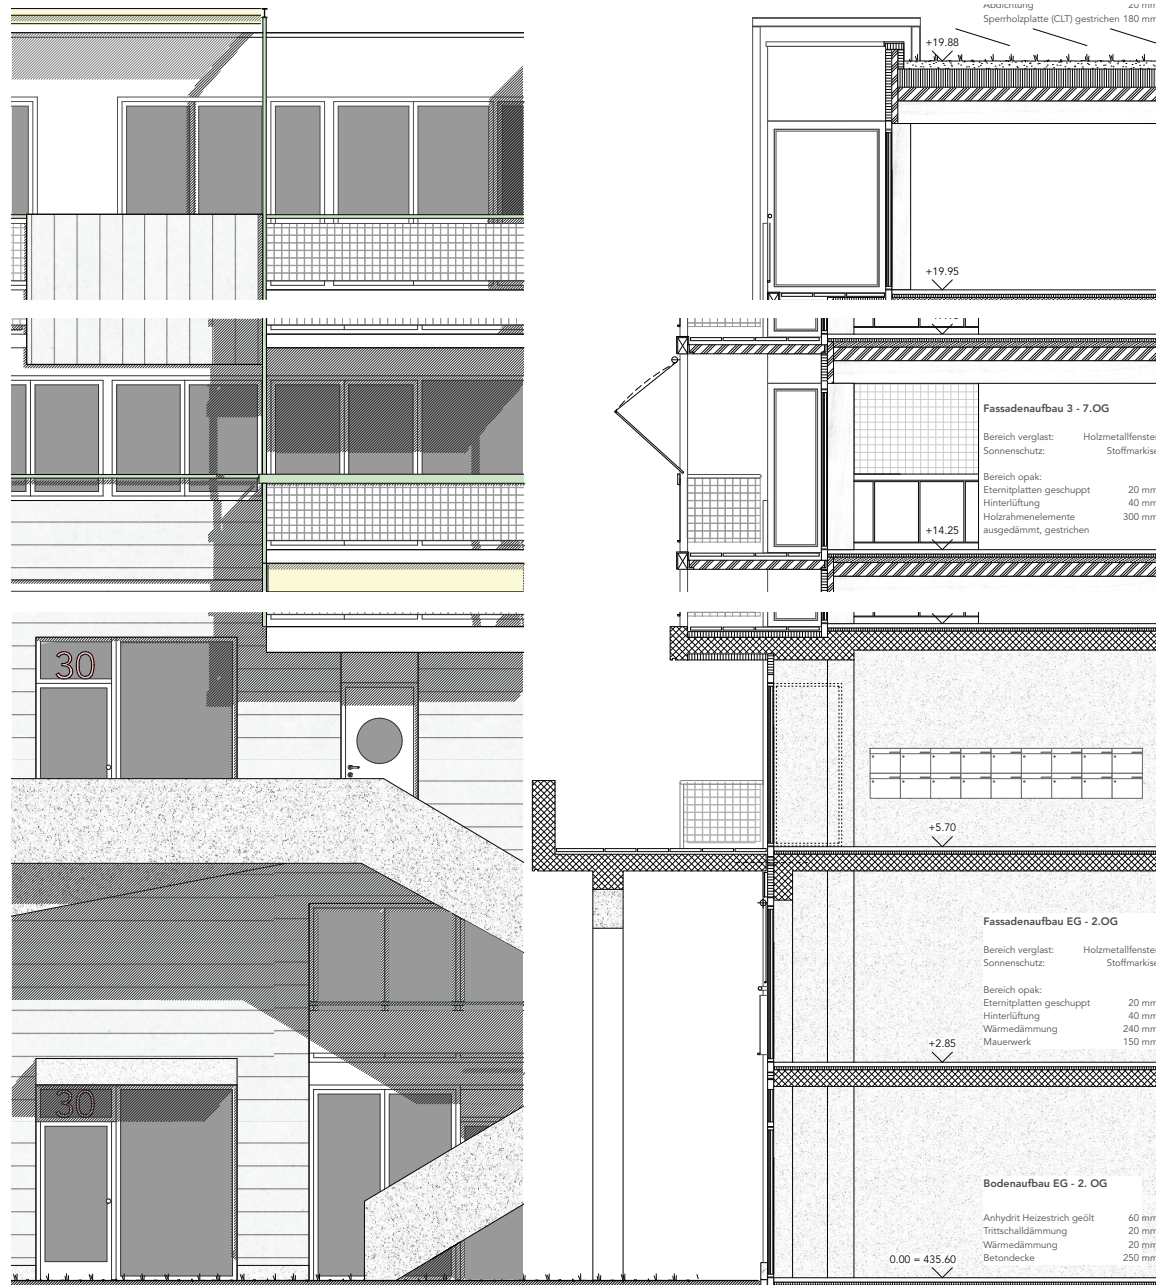 Abdichtung 20 mm
Sperrholzplatte (CLT) gestrichen 180 mm
+19.88
+19.95
Fassadenaufbau 3 - 7.OG
Bereich verglast: Holzmetallfenster
Sonnenschutz: Stoffmarkise
Bereich opak:
Eternitplatten geschuppt 20 mm
Hinterlüftung 40 mm
Holzrahmenelemente 300 mm
ausgedämmt, gestrichen
+14.25
30
+5.70
Fassadenaufbau EG - 2.OG
Bereich verglast: Holzmetallfenster
Sonnenschutz: Stoffmarkise
Bereich opak:
Eternitplatten geschuppt 20 mm
Hinterlüftung 40 mm
Wärmedämmung 240 mm
Mauerwerk 150 mm
+2.85
30
Bodenaufbau EG - 2. OG
Anhydrit Heizestrich geölt 60 mm
Trittschalldämmung 20 mm
Wärmedämmung 20 mm
Betondecke 250 mm
0.00 = 435.60